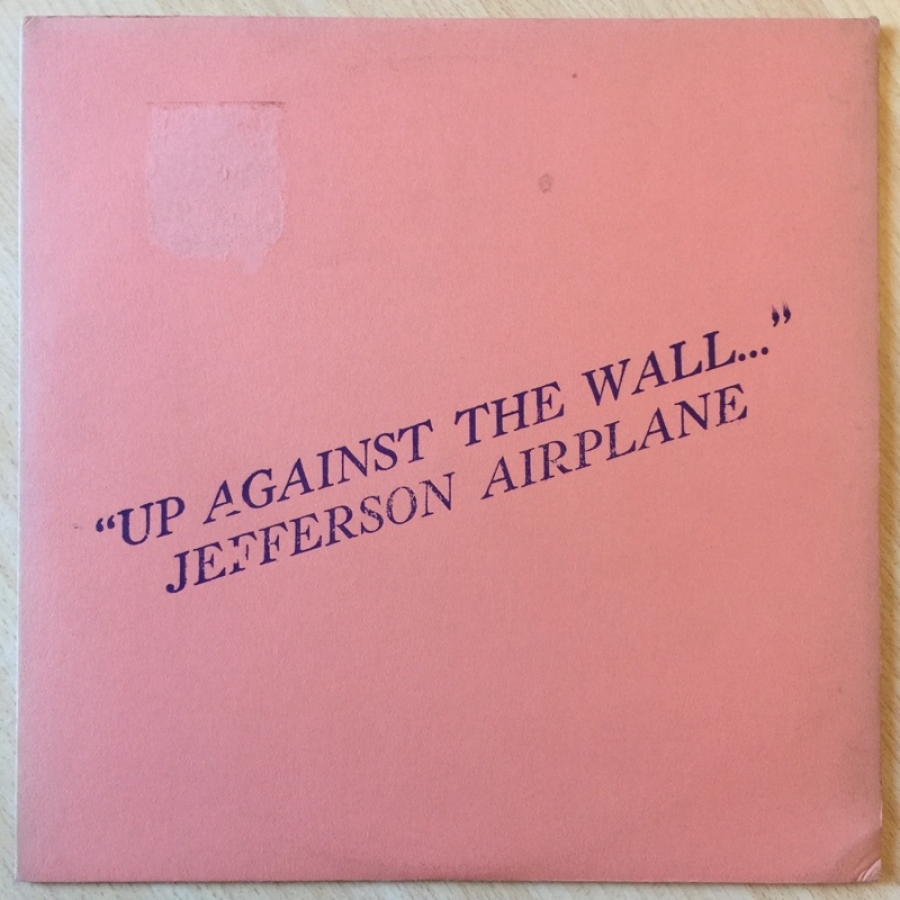 “UP AGAINST THE WALL...”
JEFFERSON AIRPLANE